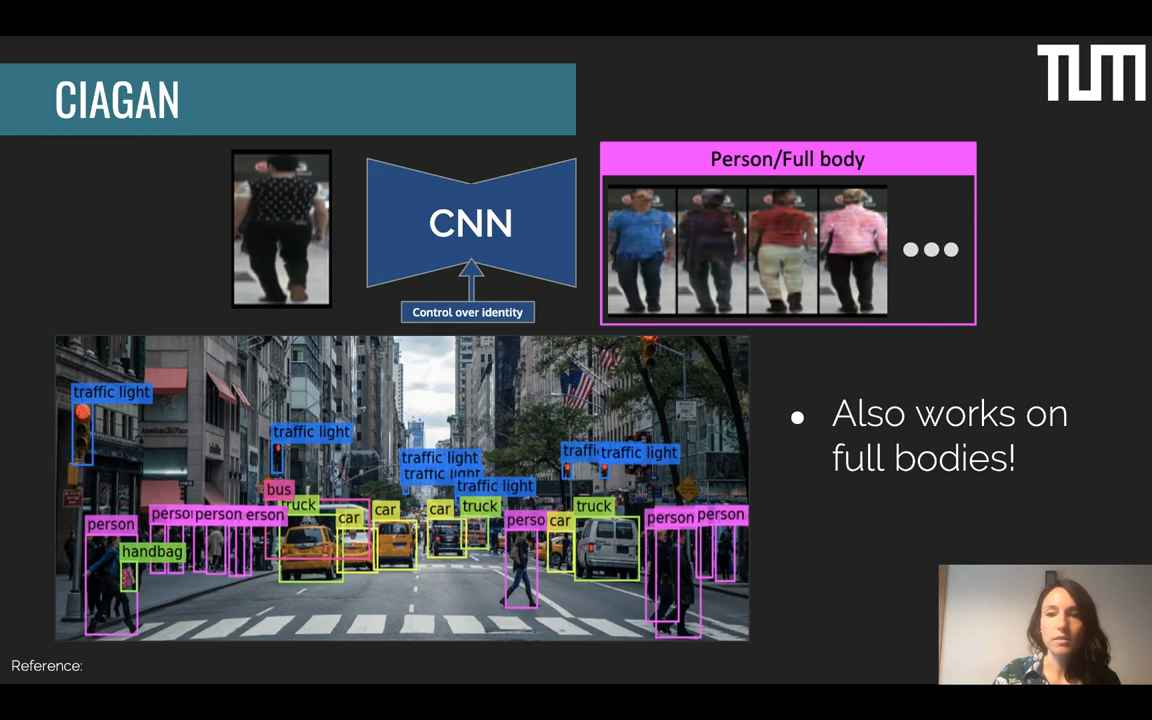 CIAGAN
TUM
CNN
Control over identity
Person/Full body
Also works on
full bodies!
traffic light
traffic light
traffic light
traffic light
traffic light
traffic light
bus
truck
car
car
car
truck
car
truck
person
person
person
person
handbag
person
person
Reference: